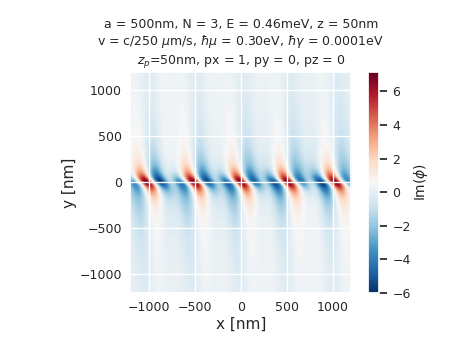 a = 500nm, N = 3, E = 0.46meV, z = 50nm
v = c/250 μm/s, ℏμ = 0.30eV, ℏγ = 0.0001eV
z_p=50nm, px = 1, py = 0, pz = 0
1000
500
0
−500
−1000
y [nm]
−1000 −500 0 500 1000
x [nm]
6
4
2
0
−2
−4
−6
Im(ϕ)